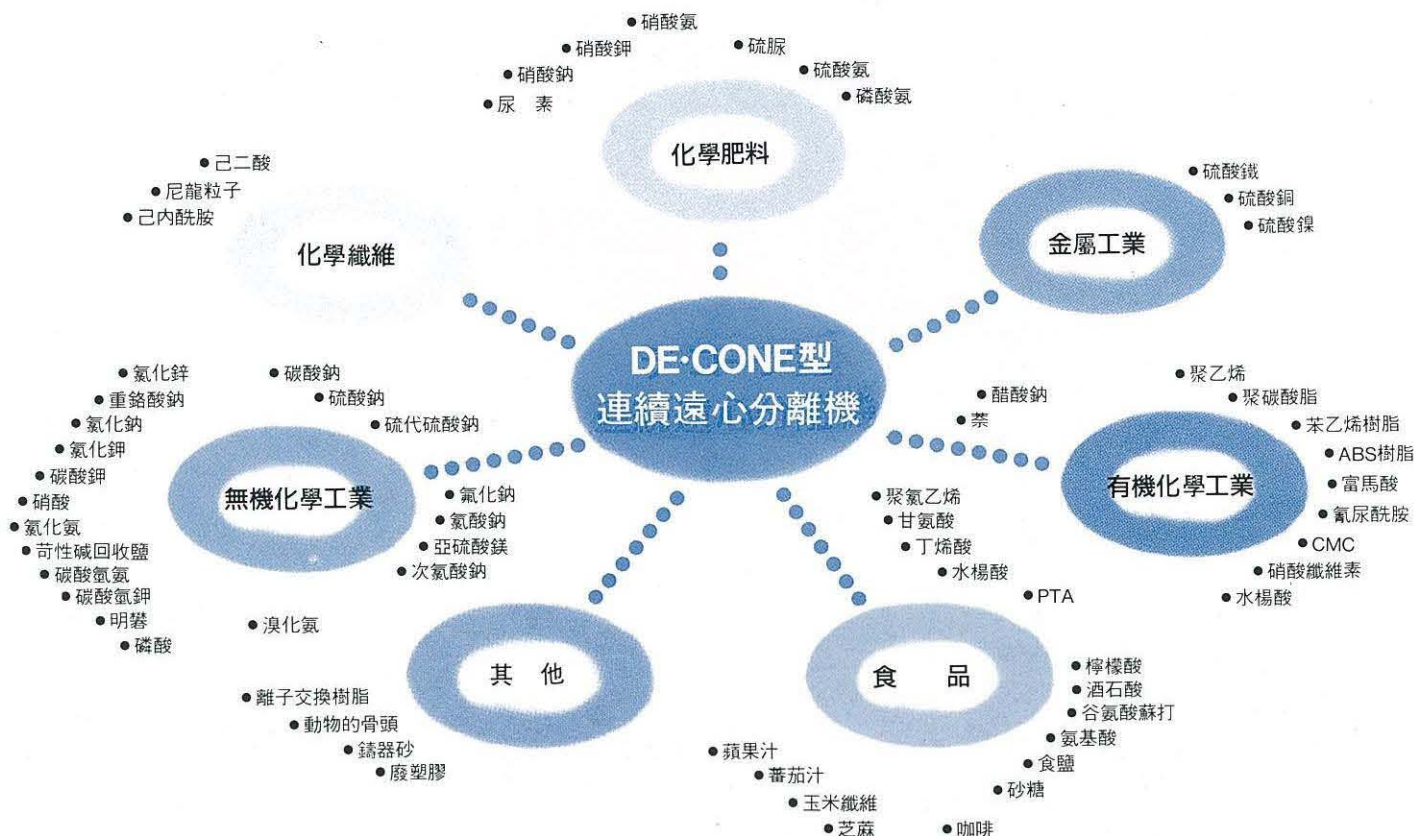 硝酸氨
硝酸鉀
硝酸鈉
尿 素
硫脲
硫酸氨
磷酸氨
化學肥料
己二酸
尼龍粒子
己內酰胺
化學纖維
硫酸鐵
硫酸銅
硫酸鎳
金屬工業
DE·CONE型
連續遠心分離機
氯化鋅
重鉻酸鈉
氯化鈉
氯化鉀
碳酸鉀
硝酸
氯化氨
苛性碱回收鹽
碳酸氫氨
碳酸氫鉀
明礬
磷酸
碳酸鈉
硫酸鈉
硫代硫酸鈉
無機化學工業
氟化鈉
氯酸鈉
亞硫酸鎂
次氯酸鈉
溴化氨
醋酸鈉
萘
聚乙烯
聚碳酸脂
苯乙烯樹脂
ABS樹脂
富馬酸
氰尿酰胺
CMC
硝酸纖維素
水楊酸
有機化學工業
聚氯乙烯
甘氨酸
丁烯酸
水楊酸
PTA
其 他
離子交換樹脂
動物的骨頭
鑄器砂
廢塑膠
食 品
檸檬酸
酒石酸
谷氨酸蘇打
氨基酸
食鹽
砂糖
咖啡
蘋果汁
蕃茄汁
玉米纖維
芝蔴